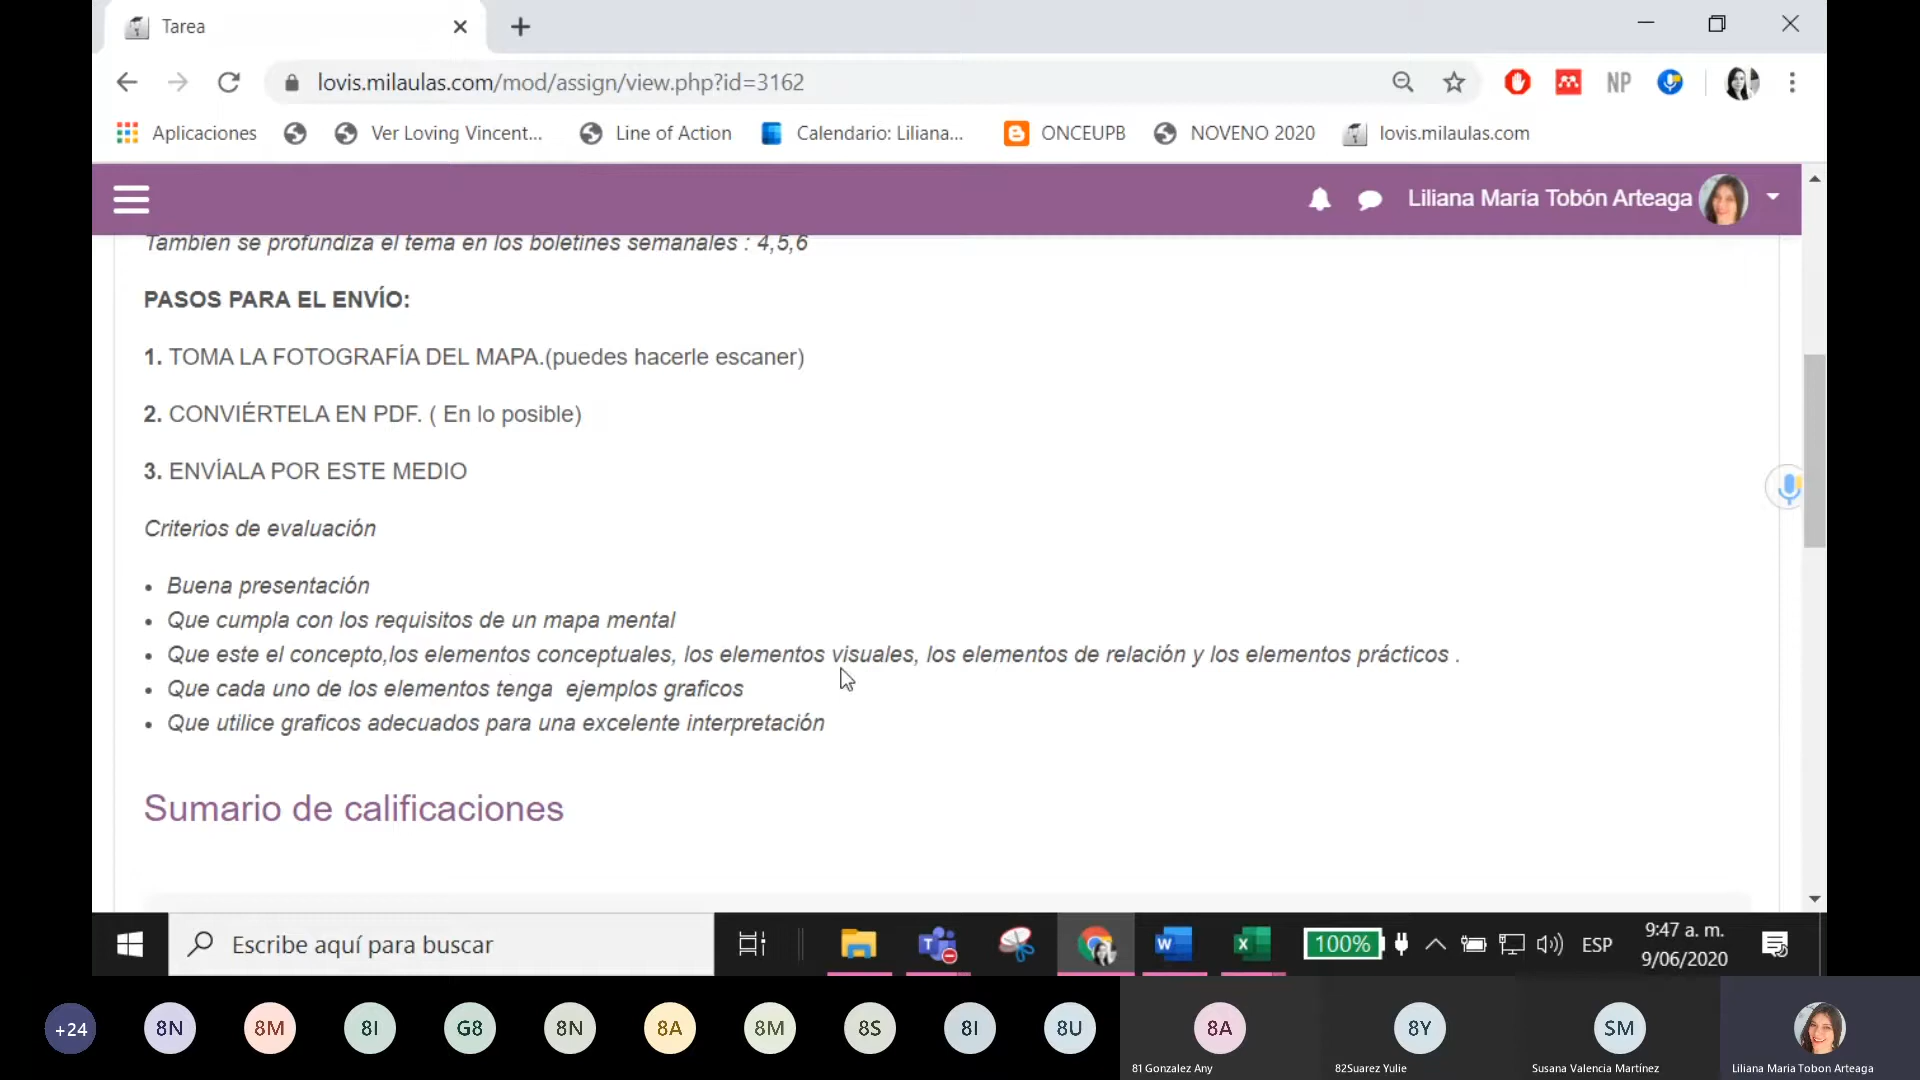 Tarea
lovis.milaulas.com/mod/assign/view.php?id=3162
NP
Aplicaciones
Ver Loving Vincent...
Line of Action
Calendario: Liliana...
ONCEUPB
NOVENO 2020
lovis.milaulas.com
Liliana María Tobón Arteaga
Tambien se profundiza el tema en los boletines semanales : 4,5,6
PASOS PARA EL ENVÍO:
1. TOMA LA FOTOGRAFÍA DEL MAPA.(puedes hacerle escaner)
2. CONVIÉRTELA EN PDF. ( En lo posible)
3. ENVÍALA POR ESTE MEDIO
Criterios de evaluación
• Buena presentación
• Que cumpla con los requisitos de un mapa mental
• Que este el concepto,los elementos conceptuales, los elementos visuales, los elementos de relación y los elementos prácticos .
• Que cada uno de los elementos tenga ejemplos graficos
• Que utilice graficos adecuados para una excelente interpretación
Sumario de calificaciones
Escribe aquí para buscar
100%
ESP
9:47 a. m.
9/06/2020
+24
8N
8M
8I
G8
8N
8A
8M
8S
8I
8U
8A
8Y
SM
81 Gonzalez Any
82Suarez Yulie
Susana Valencia Martínez
Liliana Maria Tobon Arteaga